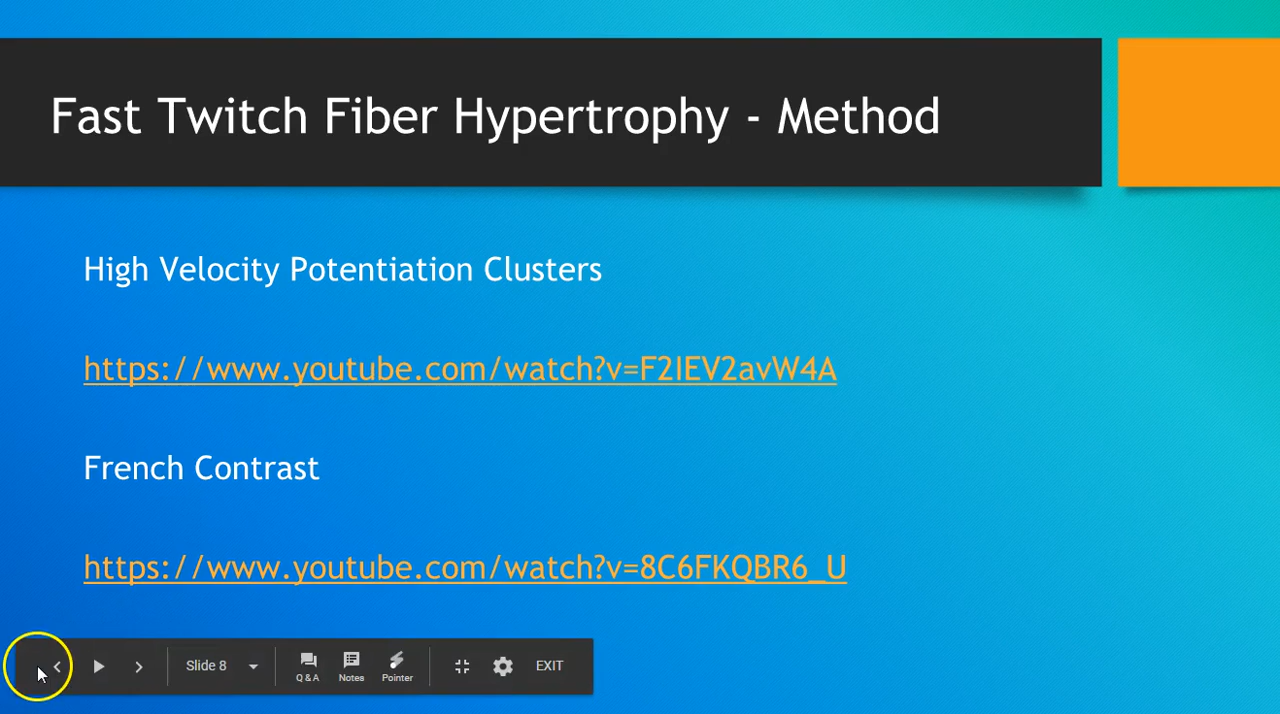 Fast Twitch Fiber Hypertrophy - Method
High Velocity Potentiation Clusters
https://www.youtube.com/watch?v=F2IEV2avW4A
French Contrast
https://www.youtube.com/watch?v=8C6FKQBR6_U
Slide 8
Q & A
Notes
Pointer
EXIT